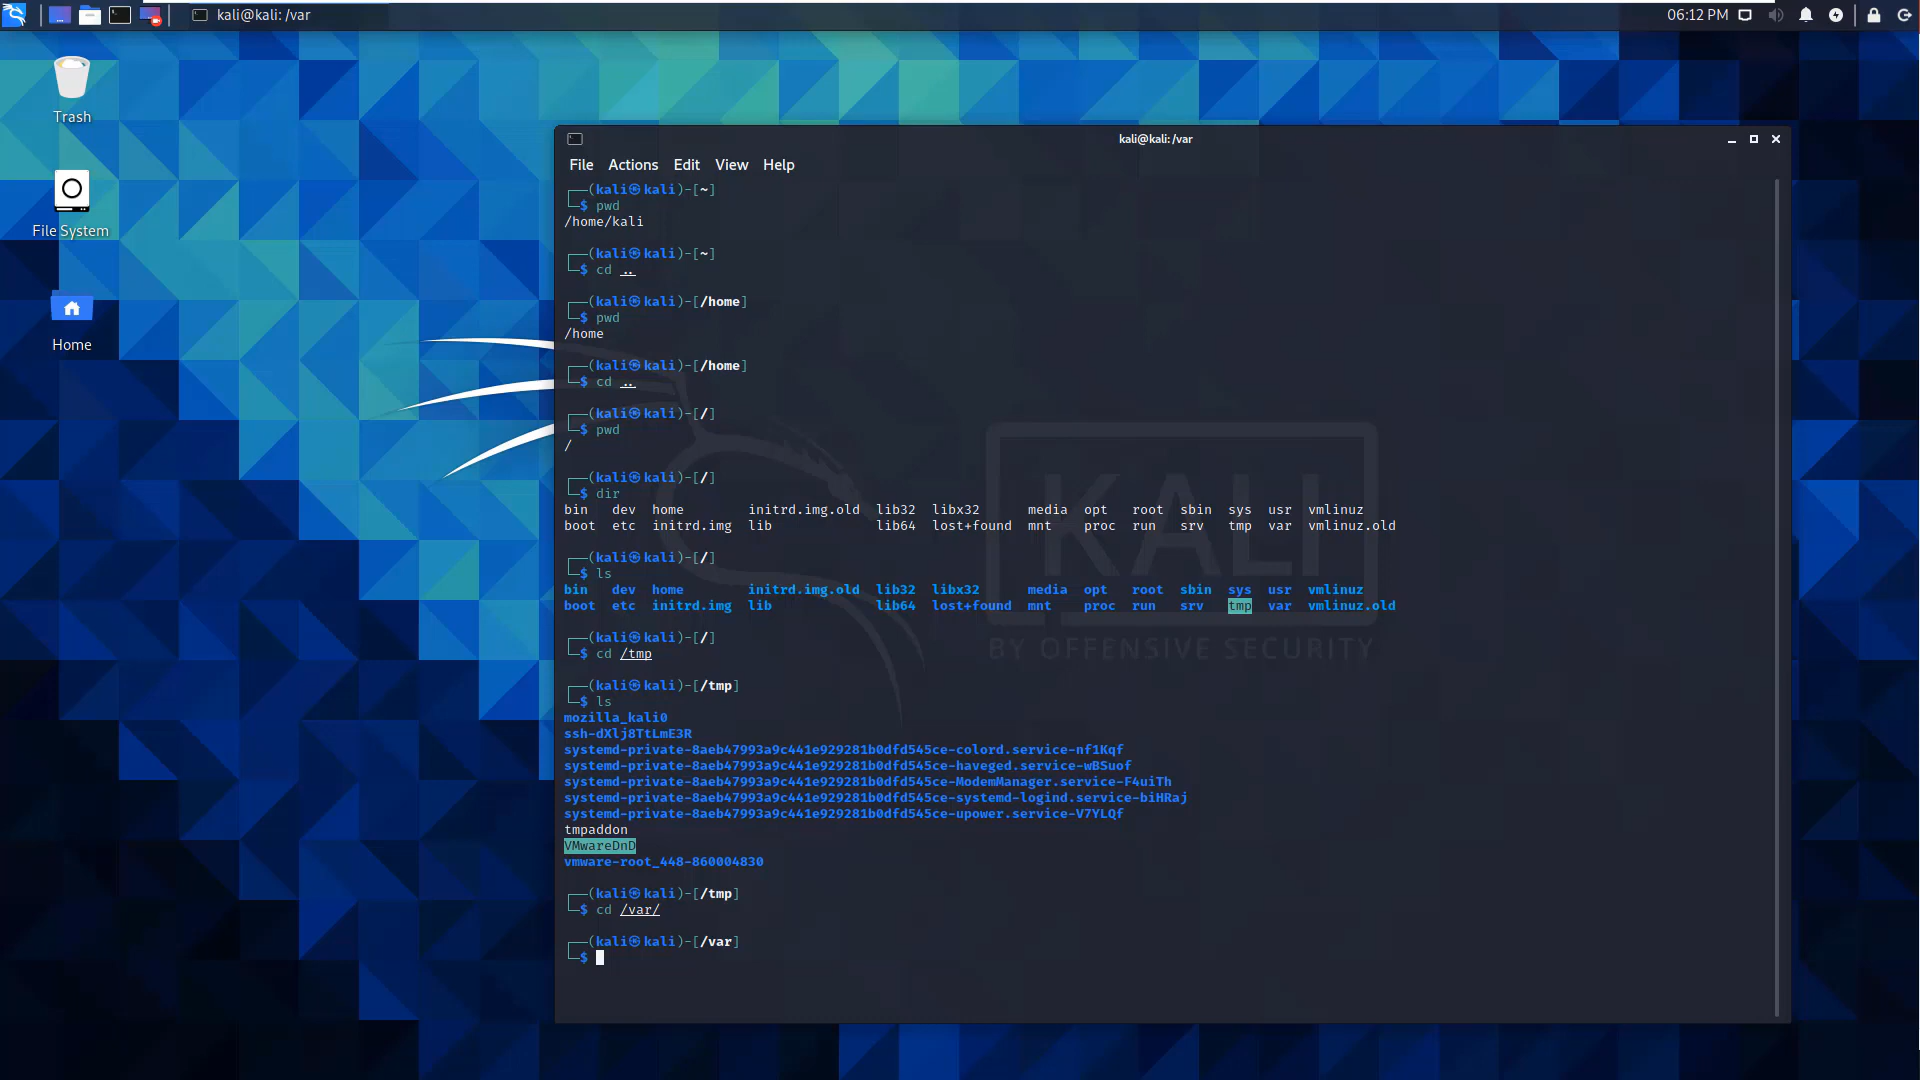 kali@kali: /var
06:12 PM
Trash
File System
Home
kali@kali: /var
File Actions Edit View Help
┌──(kali㉿kali)-[~]
└─$ pwd
/home/kali
┌──(kali㉿kali)-[~]
└─$ cd ..
┌──(kali㉿kali)-[/home]
└─$ pwd
/home
┌──(kali㉿kali)-[/home]
└─$ cd ..
┌──(kali㉿kali)-[/]
└─$ pwd
/
┌──(kali㉿kali)-[/]
└─$ dir
bin dev home initrd.img.old lib32 libx32 media opt root sbin sys usr vmlinuz
boot etc initrd.img lib lib64 lost+found mnt proc run srv tmp var vmlinuz.old
┌──(kali㉿kali)-[/]
└─$ ls
bin dev home initrd.img.old lib32 libx32 media opt root sbin sys usr vmlinuz
boot etc initrd.img lib lib64 lost+found mnt proc run srv tmp var vmlinuz.old
┌──(kali㉿kali)-[/]
└─$ cd /tmp
┌──(kali㉿kali)-[/tmp]
└─$ ls
mozilla_kali0
ssh-dXlj8TtLmE3R
systemd-private-8aeb47993a9c441e929281b0dfd545ce-colord.service-nf1Kqf
systemd-private-8aeb47993a9c441e929281b0dfd545ce-haveged.service-wBSuof
systemd-private-8aeb47993a9c441e929281b0dfd545ce-ModemManager.service-F4uiTh
systemd-private-8aeb47993a9c441e929281b0dfd545ce-systemd-logind.service-biHRaj
systemd-private-8aeb47993a9c441e929281b0dfd545ce-upower.service-V7YLQf
tmpaddon
VMwareDnD
vmware-root_448-860004830
┌──(kali㉿kali)-[/tmp]
└─$ cd /var/
┌──(kali㉿kali)-[/var]
└─$
KALI
BY OFFENSIVE SECURITY